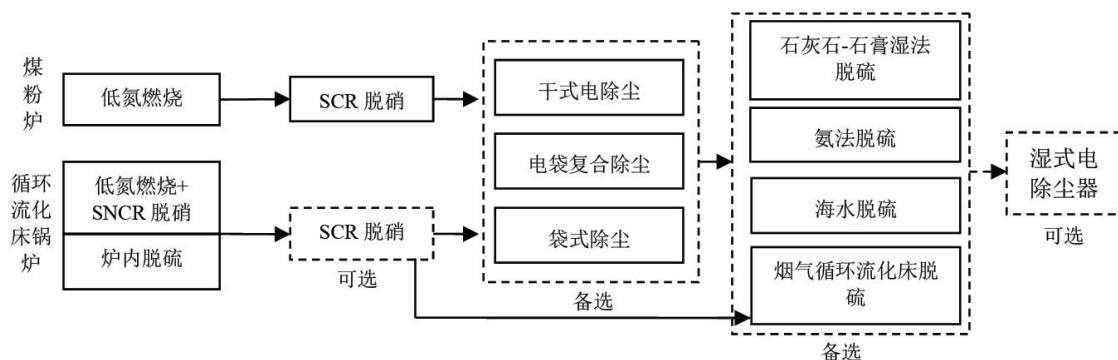 煤粉炉
低氮燃烧
SCR 脱硝
循环
流化
床锅
炉
低氮燃烧+
SNCR 脱硝
炉内脱硫
SCR 脱硝
可选
干式电除尘
电袋复合除尘
袋式除尘
备选
石灰石-石膏湿法
脱硫
氨法脱硫
海水脱硫
烟气循环流化床脱
硫
备选
湿式电
除尘器
可选